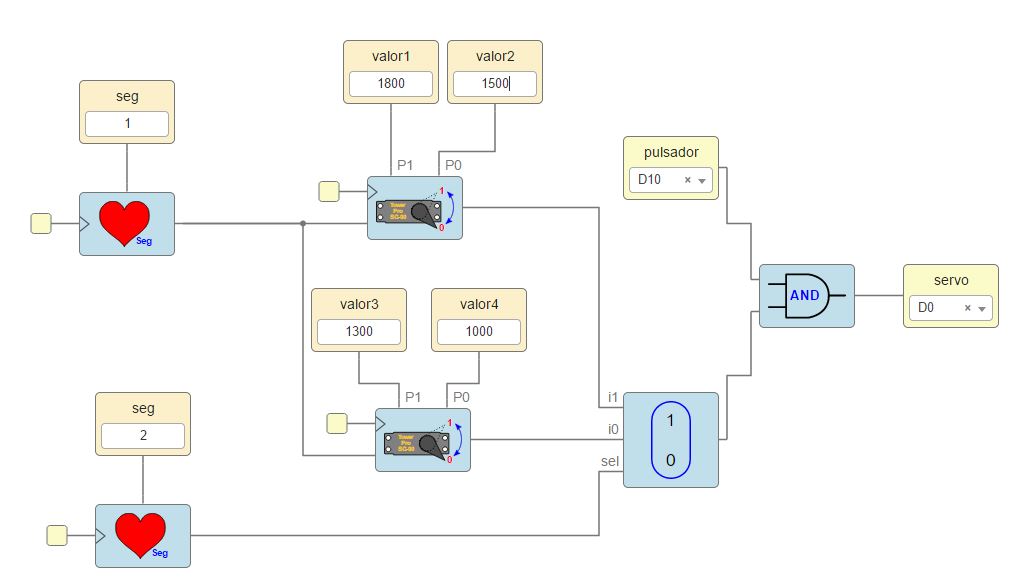 valor1
1800
valor2
1500
seg
1
P1
P0
Tower
Pro
SG-90
1
0
Seg
pulsador
D10
AND
servo
D0
valor3
1300
valor4
1000
P1
P0
Tower
Pro
SG-90
1
0
seg
2
Seg
i1
i0
sel
1
0